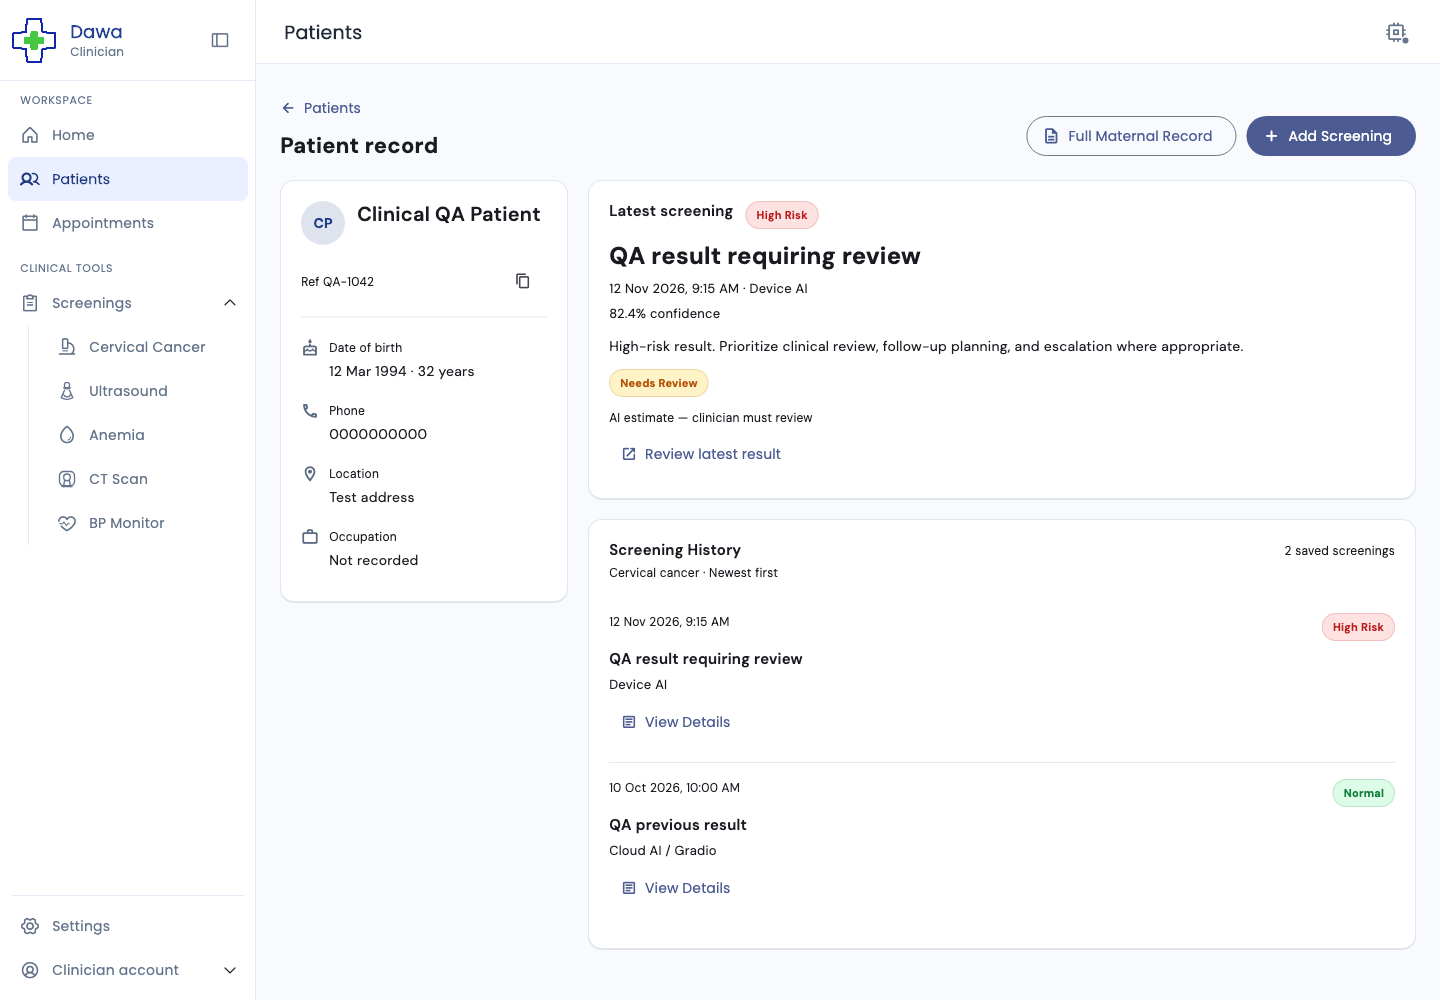 Dawa
Clinician
WORKSPACE
Home
Patients
Appointments
CLINICAL TOOLS
Screenings
Cervical Cancer
Ultrasound
Anemia
CT Scan
BP Monitor
Settings
Clinician account
Patients
Patients
Patient record
Full Maternal Record
Add Screening
CP
Clinical QA Patient
Ref QA-1042
Date of birth
12 Mar 1994 · 32 years
Phone
0000000000
Location
Test address
Occupation
Not recorded
Latest screening
High Risk
QA result requiring review
12 Nov 2026, 9:15 AM · Device AI
82.4% confidence
High-risk result. Prioritize clinical review, follow-up planning, and escalation where appropriate.
Needs Review
AI estimate — clinician must review
Review latest result
Screening History
2 saved screenings
Cervical cancer · Newest first
12 Nov 2026, 9:15 AM
High Risk
QA result requiring review
Device AI
View Details
10 Oct 2026, 10:00 AM
Normal
QA previous result
Cloud AI / Gradio
View Details